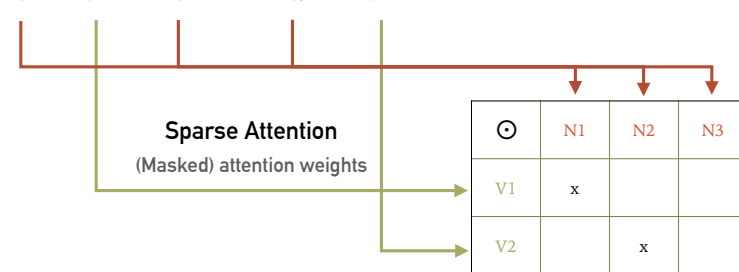 Sparse Attention
(Masked) attention weights
⊙ N1 N2 N3
V1 x
V2 x